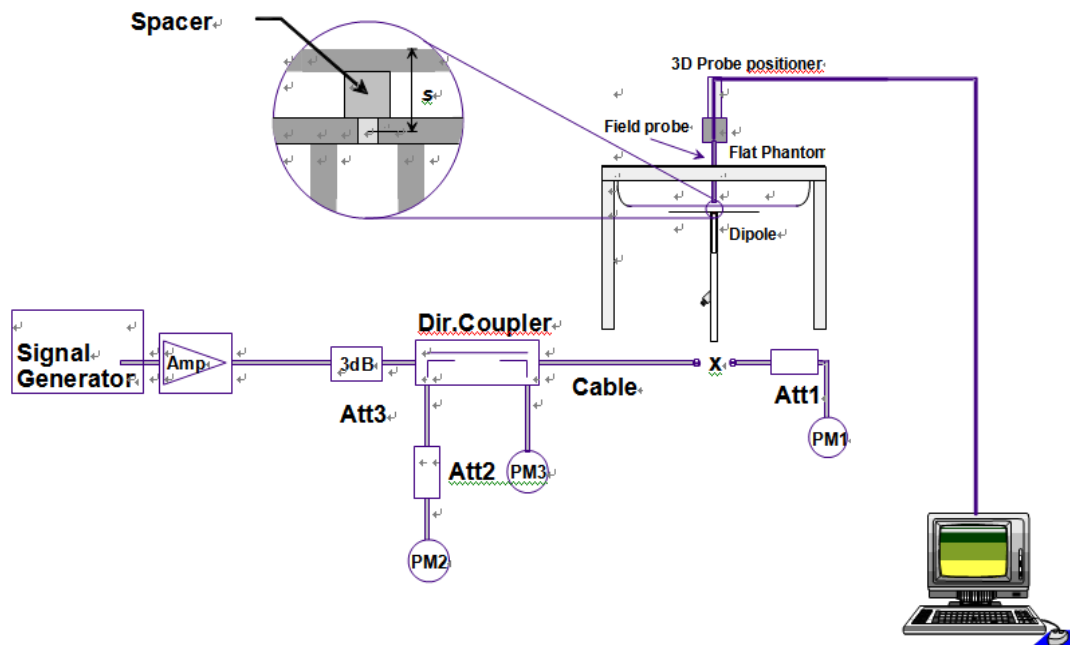 Spacer
s
3D Probe positioner
Field probe
Flat Phantom
Dipole
Signal
Generator
Amp
3dB
Att3
Dir.Coupler
Cable
x
Att1
PM1
Att2
PM3
PM2